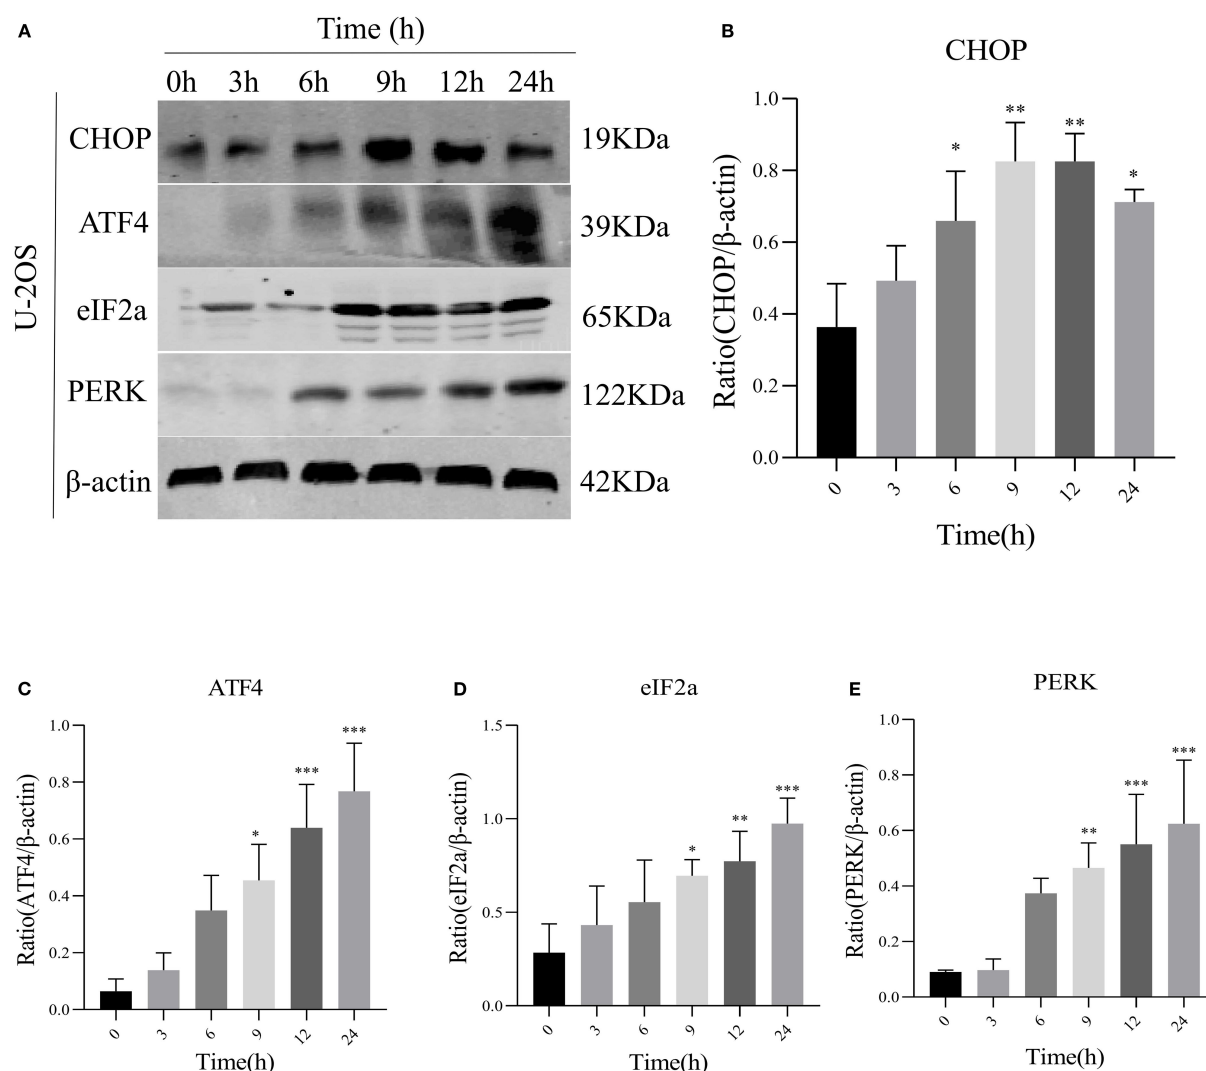 A
Time (h)
0h 3h 6h 9h 12h 24h
U-2OS
CHOP 19KDa
ATF4 39KDa
eIF2a 65KDa
PERK 122KDa
β-actin 42KDa
B
CHOP
Ratio(CHOP/β-actin)
1.0
0.8
0.6
0.4
0.2
0.0
* ** ** *
0 3 6 9 12 24
Time(h)
C
ATF4
Ratio(ATF4/β-actin)
1.0
0.8
0.6
0.4
0.2
0.0
* *** ***
0 3 6 9 12 24
Time(h)
D
eIF2a
Ratio(eIF2a/β-actin)
1.5
1.0
0.5
0.0
* ** ***
0 3 6 9 12 24
Time(h)
E
PERK
Ratio(PERK/β-actin)
1.0
0.8
0.6
0.4
0.2
0.0
** *** ***
0 3 6 9 12 24
Time(h)